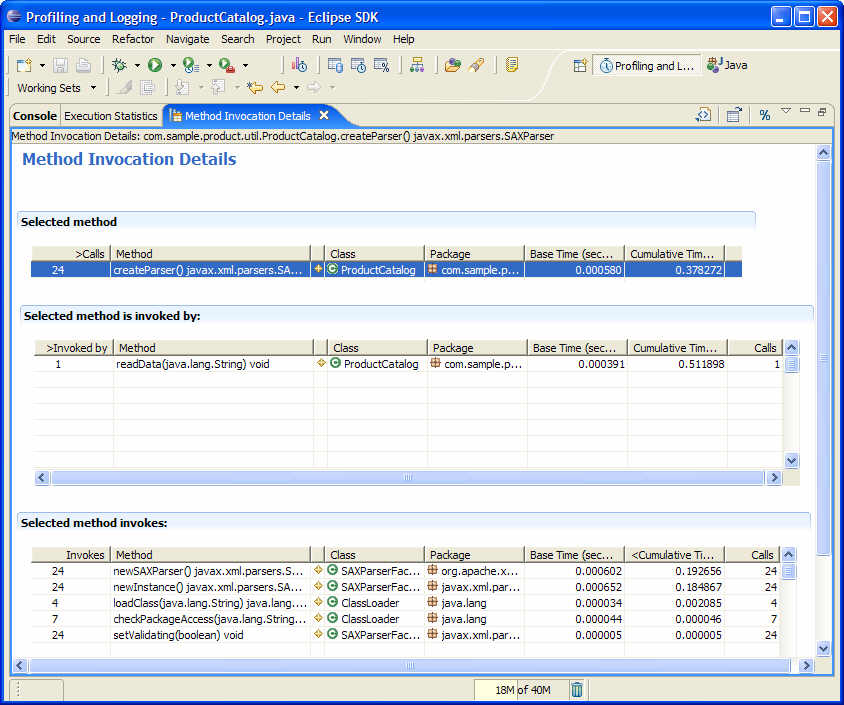 Profiling and Logging - ProductCatalog.java - Eclipse SDK
File Edit Source Refactor Navigate Search Project Run Window Help
Profiling and L... Java
Working Sets
Console Execution Statistics Method Invocation Details
Method Invocation Details: com.sample.product.util.ProductCatalog.createParser() javax.xml.parsers.SAXParser
Method Invocation Details
Selected method
>Calls Method Class Package Base Time (sec... Cumulative Tim...
24 createParser() javax.xml.parsers.SA... ProductCatalog com.sample.p... 0.000580 0.378272
Selected method is invoked by:
>Invoked by Method Class Package Base Time (sec... Cumulative Tim... Calls
1 readData(java.lang.String) void ProductCatalog com.sample.p... 0.000391 0.511898 1
Selected method invokes:
Invokes Method Class Package Base Time (sec... <Cumulative Ti... Calls
24 newSAXParser() javax.xml.parsers.S... SAXParserFac... org.apache.x... 0.000602 0.192656 24
24 newInstance() javax.xml.parsers.SA... SAXParserFac... javax.xml.par... 0.000652 0.184867 24
4 loadClass(java.lang.String) java.lang.... ClassLoader java.lang 0.000034 0.002085 4
7 checkPackageAccess(java.lang.String... ClassLoader java.lang 0.000044 0.000046 7
24 setValidating(boolean) void SAXParserFac... javax.xml.par... 0.000005 0.000005 24
18M of 40M